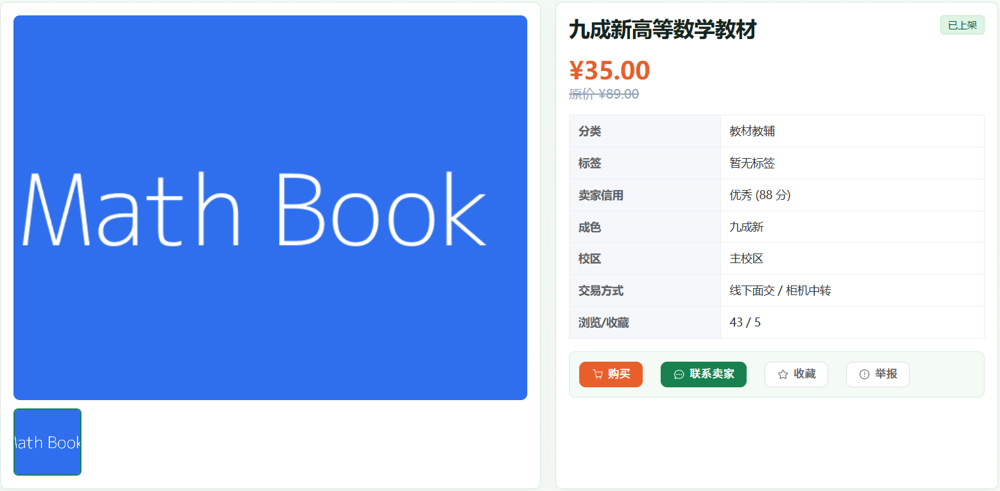 Math Book
ath Book
九成新高等数学教材
已上架
¥35.00
原价 ¥89.00
分类 教材教辅
标签 暂无标签
卖家信用 优秀 (88 分)
成色 九成新
校区 主校区
交易方式 线下面交 / 柜机中转
浏览/收藏 43 / 5
购买 联系卖家 收藏 举报